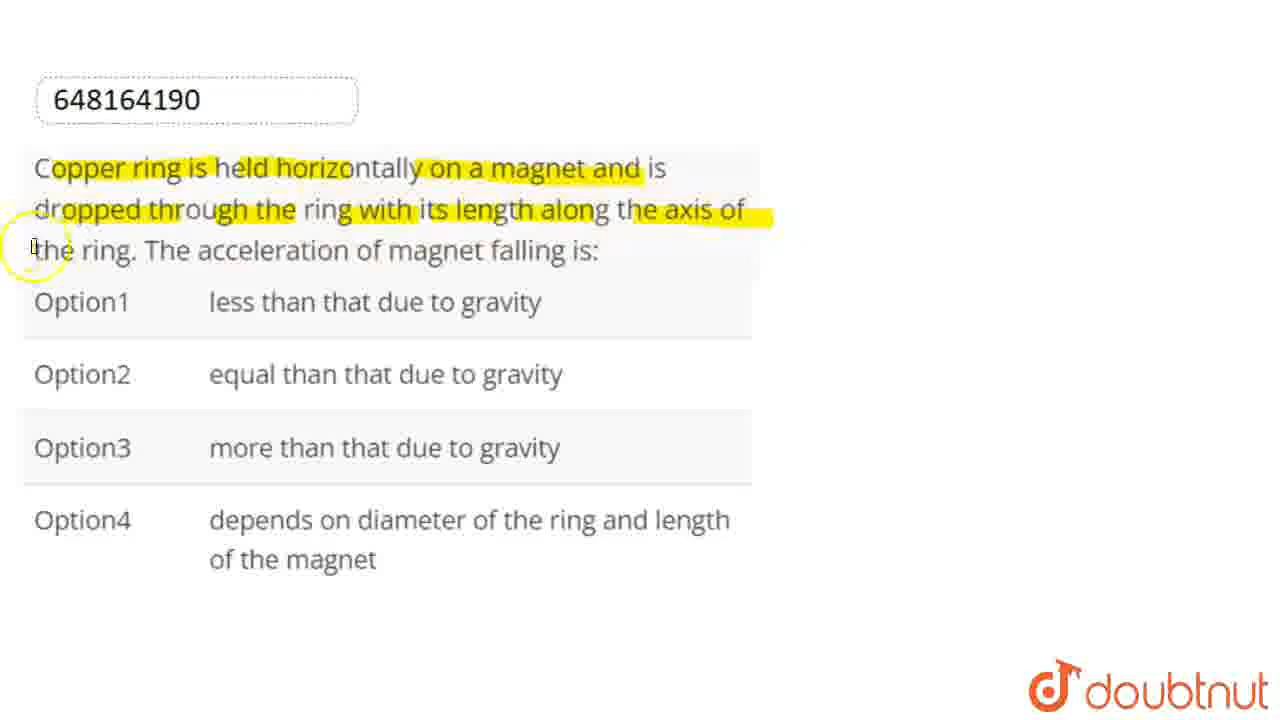 648164190
Copper ring is held horizontally on a magnet and is
dropped through the ring with its length along the axis of
the ring. The acceleration of magnet falling is:
Option1 less than that due to gravity
Option2 equal than that due to gravity
Option3 more than that due to gravity
Option4 depends on diameter of the ring and length
of the magnet
doubtnut